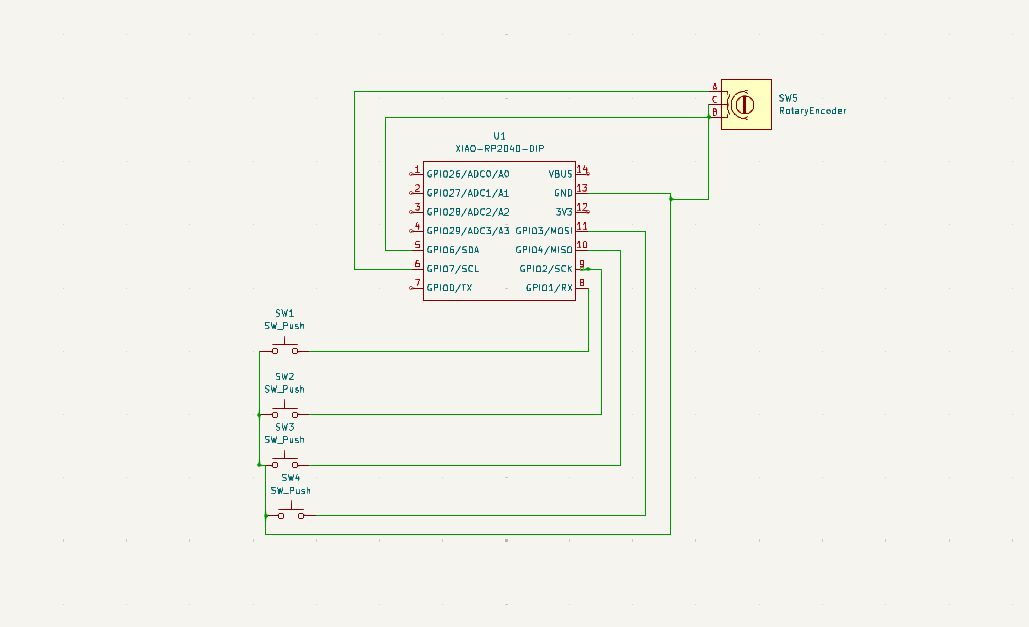 A
C
B
SW5
RotaryEncoder
U1
XIAO-RP2040-DIP
1 GPIO26/ADC0/A0 VBUS 14
2 GPIO27/ADC1/A1 GND 13
3 GPIO28/ADC2/A2 3V3 12
4 GPIO29/ADC3/A3 GPIO3/MOSI 11
5 GPIO6/SDA GPIO4/MISO 10
6 GPIO7/SCL GPIO2/SCK 9
7 GPIO0/TX GPIO1/RX 8
SW1
SW_Push
SW2
SW_Push
SW3
SW_Push
SW4
SW_Push